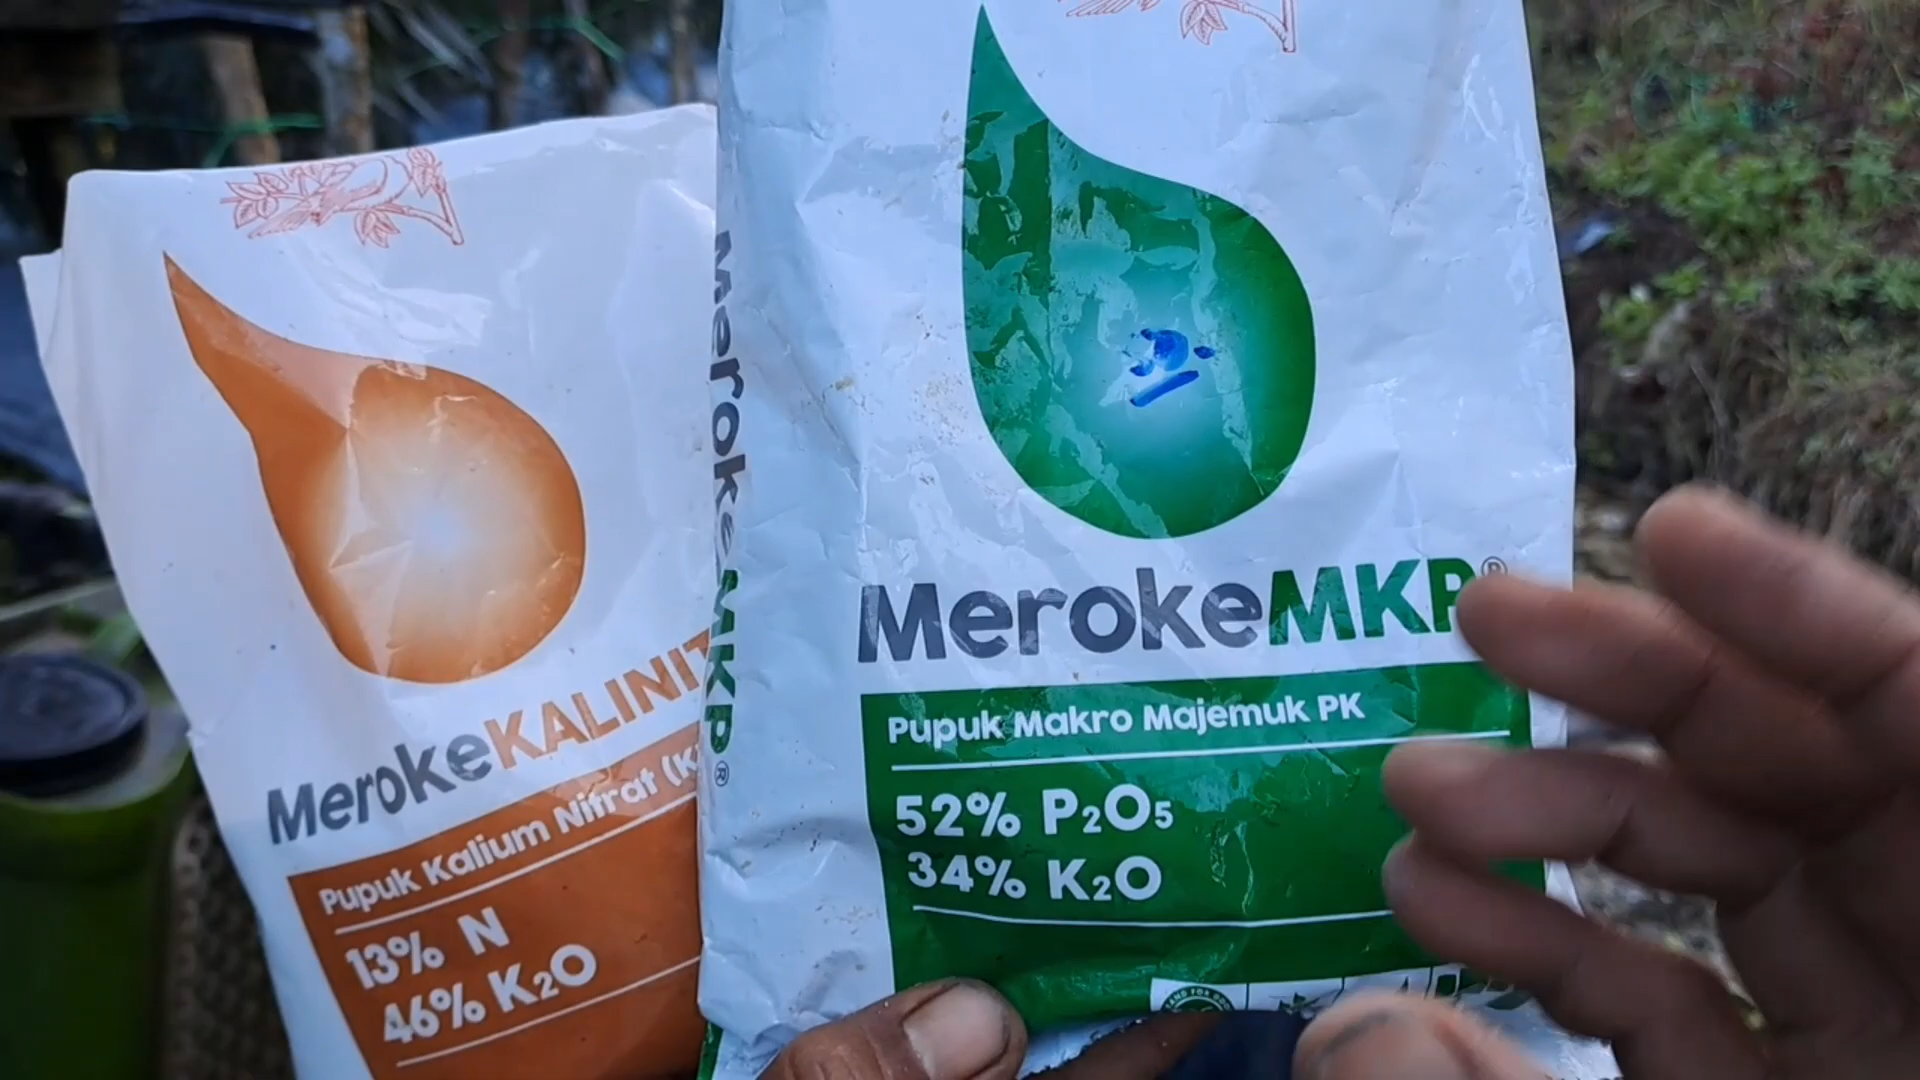 MerokeKALINIT
Pupuk Kalium Nitrat (K
13% N
46% K2O
MerokeMKP®
MerokeMKP®
Pupuk Makro Majemuk PK
52% P2O5
34% K2O